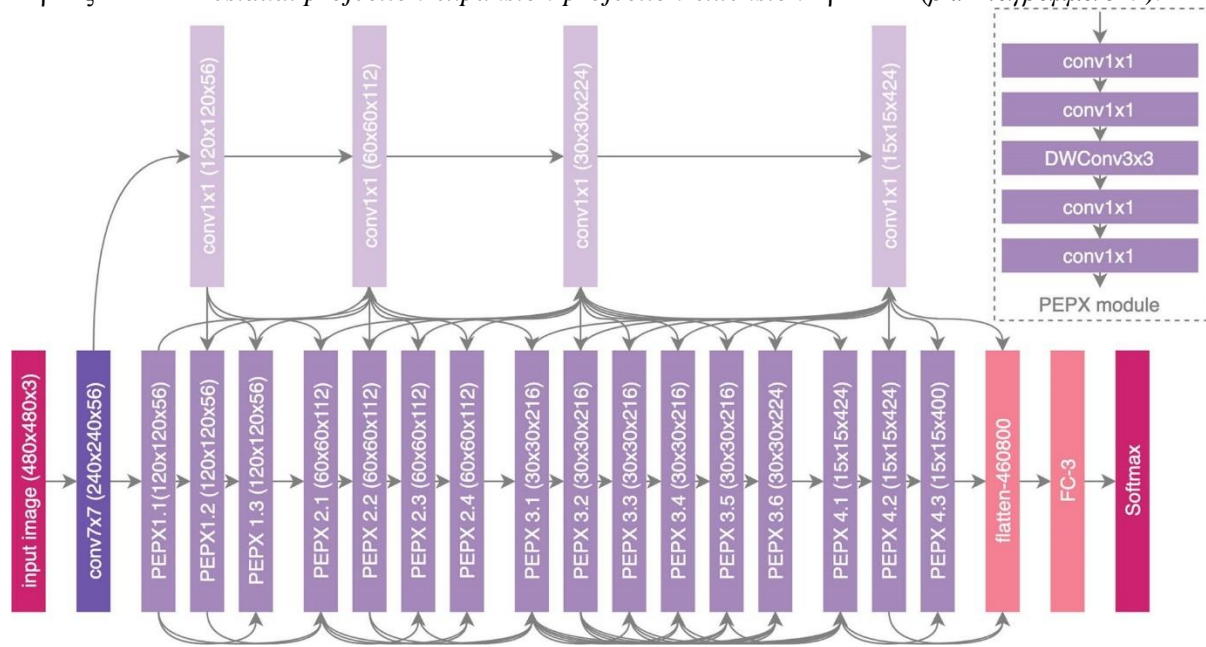 conv1x1 (120x120x56)
conv1x1 (60x60x112)
conv1x1 (30x30x224)
conv1x1 (15x15x424)
conv1x1
conv1x1
DWConv3x3
conv1x1
conv1x1
PEPX module
input image (480x480x3)
conv7x7 (240x240x56)
PEPX1.1 (120x120x56)
PEPX1.2 (120x120x56)
PEPX 1.3 (120x120x56)
PEPX 2.1 (60x60x112)
PEPX 2.2 (60x60x112)
PEPX 2.3 (60x60x112)
PEPX 2.4 (60x60x112)
PEPX 3.1 (30x30x216)
PEPX 3.2 (30x30x216)
PEPX 3.3 (30x30x216)
PEPX 3.4 (30x30x216)
PEPX 3.5 (30x30x216)
PEPX 3.6 (30x30x224)
PEPX 4.1 (15x15x424)
PEPX 4.2 (15x15x424)
PEPX 4.3 (15x15x400)
flatten-460800
FC-3
Softmax